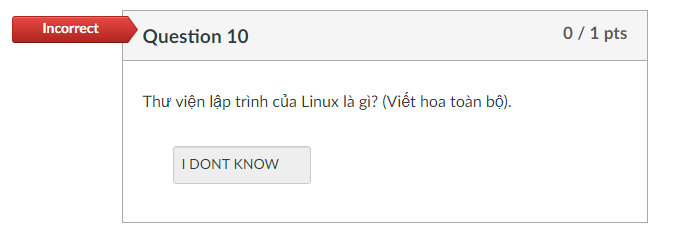 Incorrect
Question 10
0 / 1 pts
Thư viện lập trình của Linux là gì? (Viết hoa toàn bộ).
I DONT KNOW